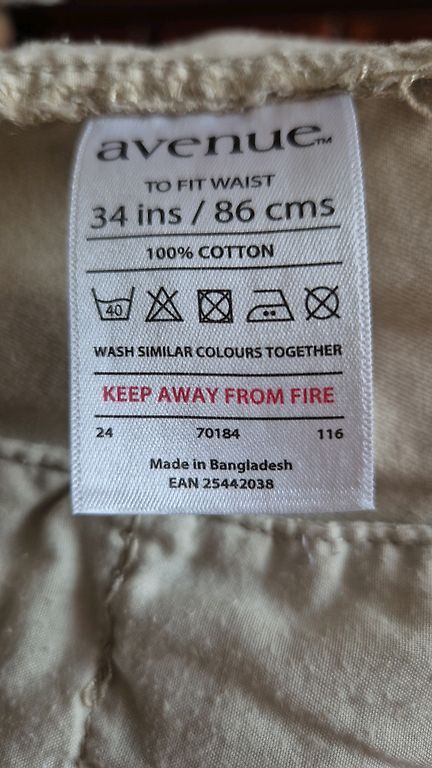 avenue™
TO FIT WAIST
34 ins / 86 cms
100% COTTON
40
WASH SIMILAR COLOURS TOGETHER
KEEP AWAY FROM FIRE
24 70184 116
Made in Bangladesh
EAN 25442038